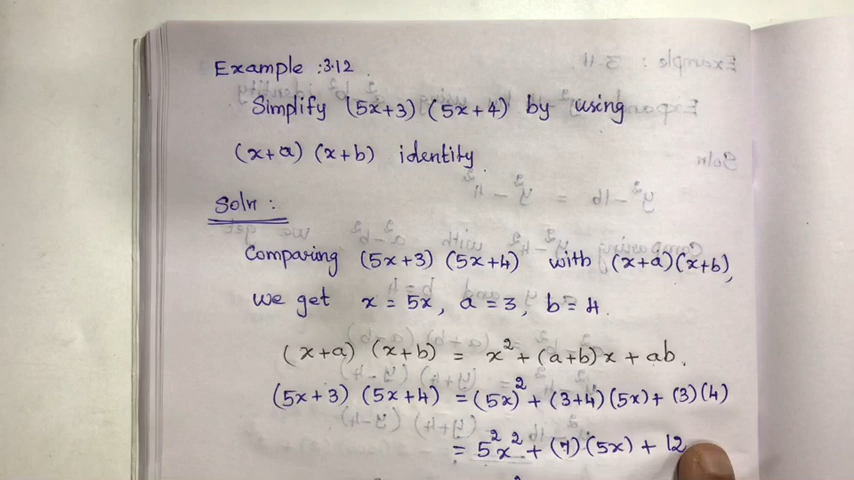 Example :3.12
Simplify (5x+3) (5x+4) by using
(x+a) (x+b) identity.
Soln :
Comparing (5x+3) (5x+4) with (x+a)(x+b),
we get x = 5x, a = 3, b = 4.
(x+a) (x+b) = x² + (a+b)x + ab.
(5x+3) (5x+4) = (5x)² + (3+4)(5x) + (3)(4)
= 5²x² + (7)(5x) + 12